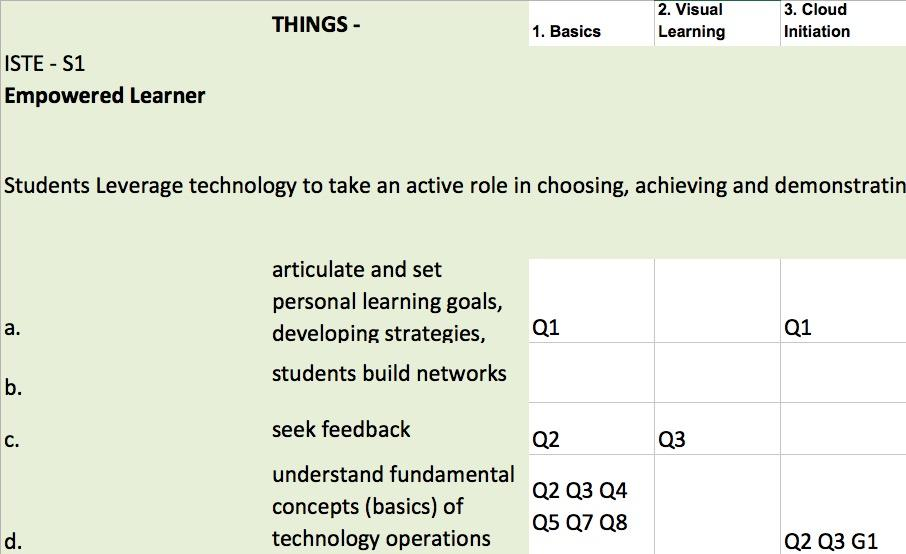 THINGS -
1. Basics
2. Visual
Learning
3. Cloud
Initiation
ISTE - S1
Empowered Learner
Students Leverage technology to take an active role in choosing, achieving and demonstratin
a.
articulate and set
personal learning goals,
developing strategies,
Q1
Q1
b.
students build networks
c.
seek feedback
Q2
Q3
d.
understand fundamental
concepts (basics) of
technology operations
Q2 Q3 Q4
Q5 Q7 Q8
Q2 Q3 G1